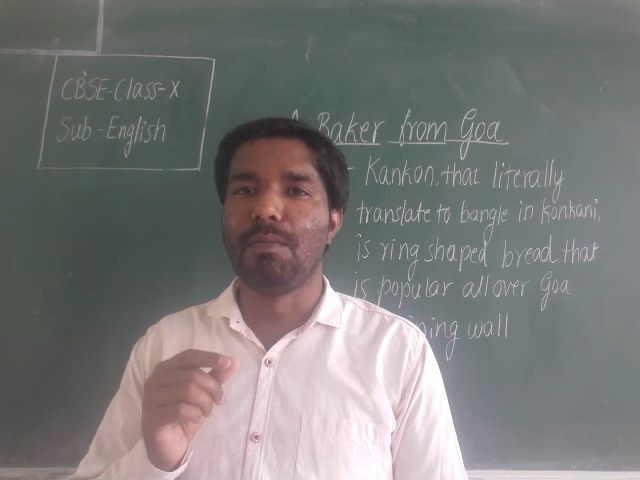 CBSE-Class-X
Sub-English
A Baker from Goa
- Kankon, that literally
translate to bangle in Konkani,
is ring shaped bread that
is popular all over Goa
wall